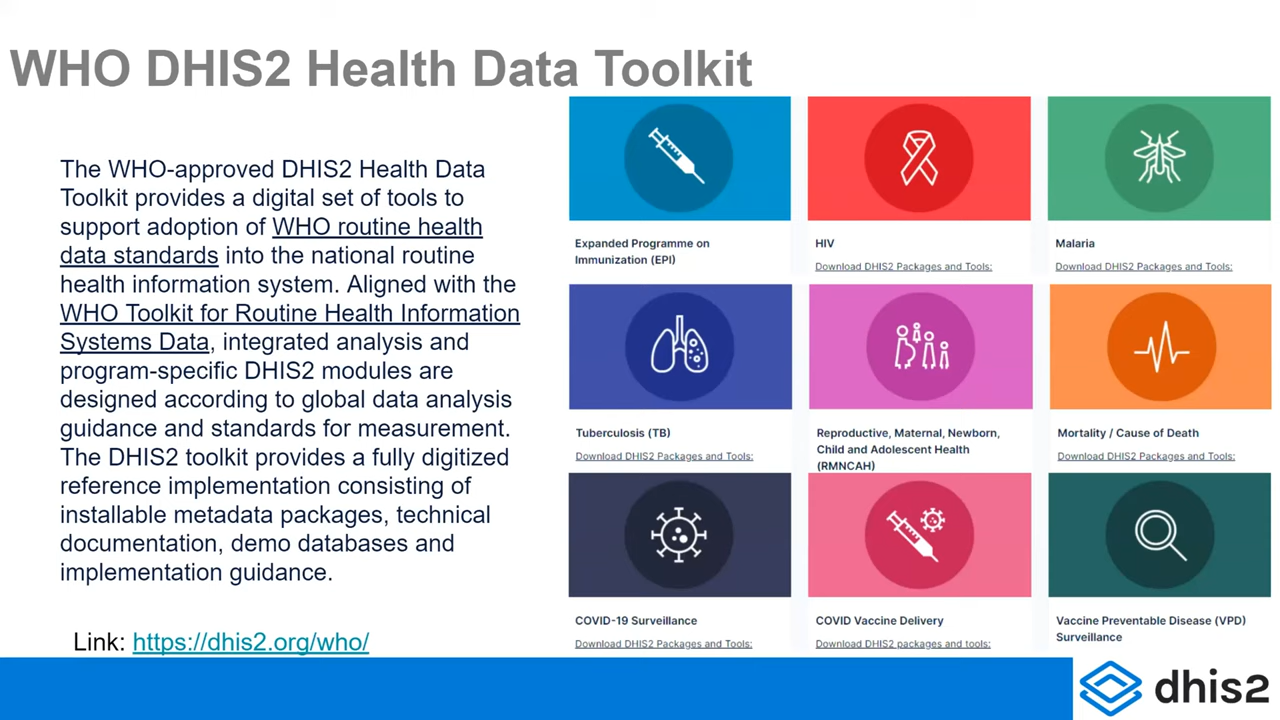 WHO DHIS2 Health Data Toolkit
The WHO-approved DHIS2 Health Data
Toolkit provides a digital set of tools to
support adoption of WHO routine health
data standards into the national routine
health information system. Aligned with the
WHO Toolkit for Routine Health Information
Systems Data, integrated analysis and
program-specific DHIS2 modules are
designed according to global data analysis
guidance and standards for measurement.
The DHIS2 toolkit provides a fully digitized
reference implementation consisting of
installable metadata packages, technical
documentation, demo databases and
implementation guidance.
Link: https://dhis2.org/who/
Expanded Programme on
Immunization (EPI)
HIV
Download DHIS2 Packages and Tools:
Malaria
Download DHIS2 Packages and Tools:
Tuberculosis (TB)
Download DHIS2 Packages and Tools:
Reproductive, Maternal, Newborn,
Child and Adolescent Health
(RMNCAH)
Mortality / Cause of Death
Download DHIS2 Packages and Tools:
COVID-19 Surveillance
Download DHIS2 Packages and Tools:
COVID Vaccine Delivery
Download DHIS2 packages and tools:
Vaccine Preventable Disease (VPD)
Surveillance
dhis2